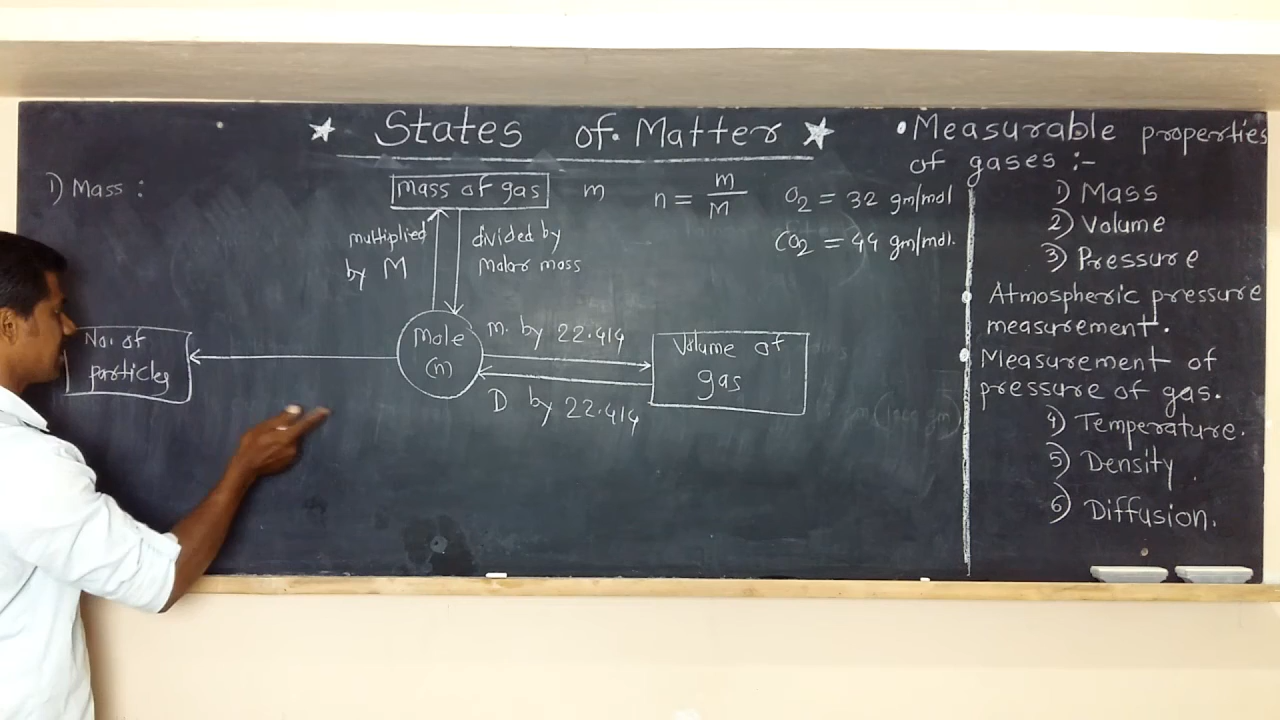 ★ States of Matter ★
1) Mass :
Mass of gas
m
n = m/M
O2 = 32 gm/mol
CO2 = 44 gm/mol.
multiplied
by M
divided by
Molar mass
No. of
particles
Mole
(n)
m. by 22.414
D by 22.414
Volume of
gas
• Measurable properties
of gases :-
1) Mass
2) Volume
3) Pressure
• Atmospheric pressure
measurement.
• Measurement of
pressure of gas.
4) Temperature.
5) Density
6) Diffusion.